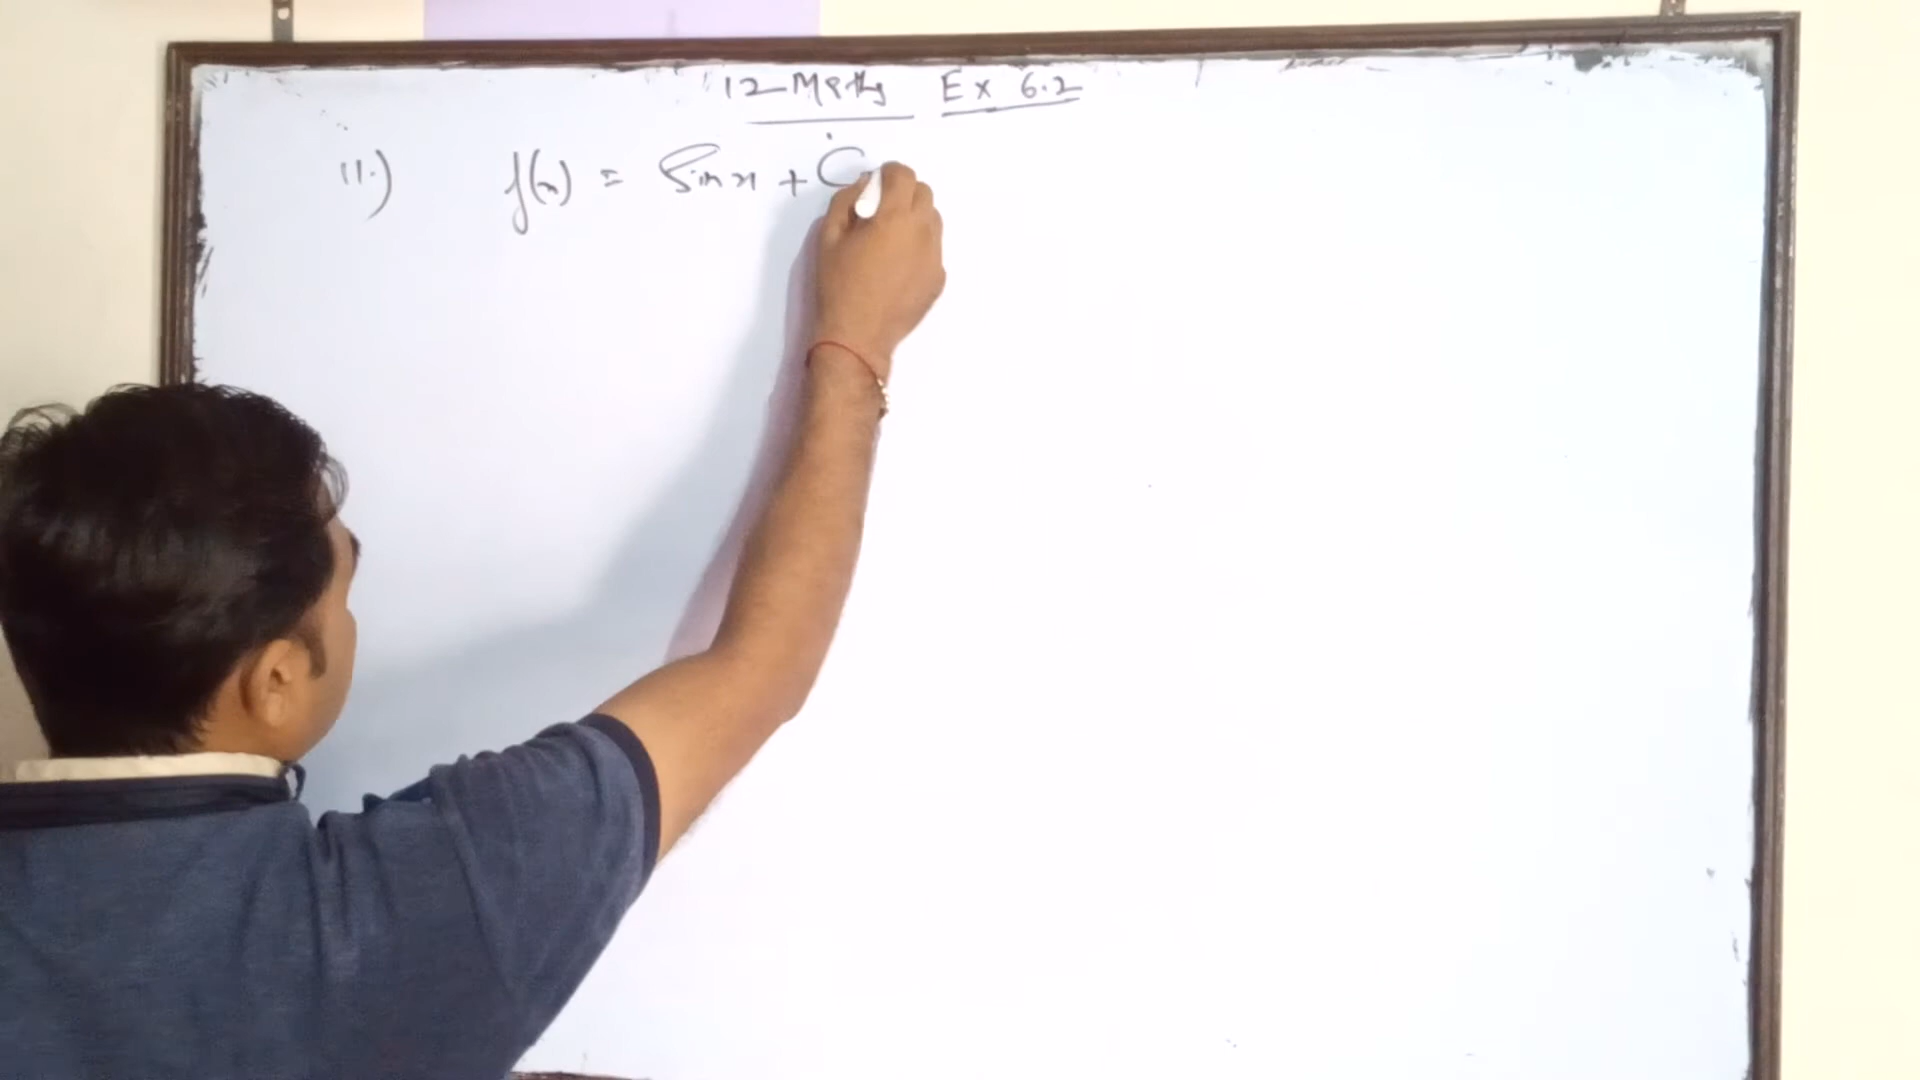 12 Maths Ex 6.2
11.) f(x) = Sin x + C